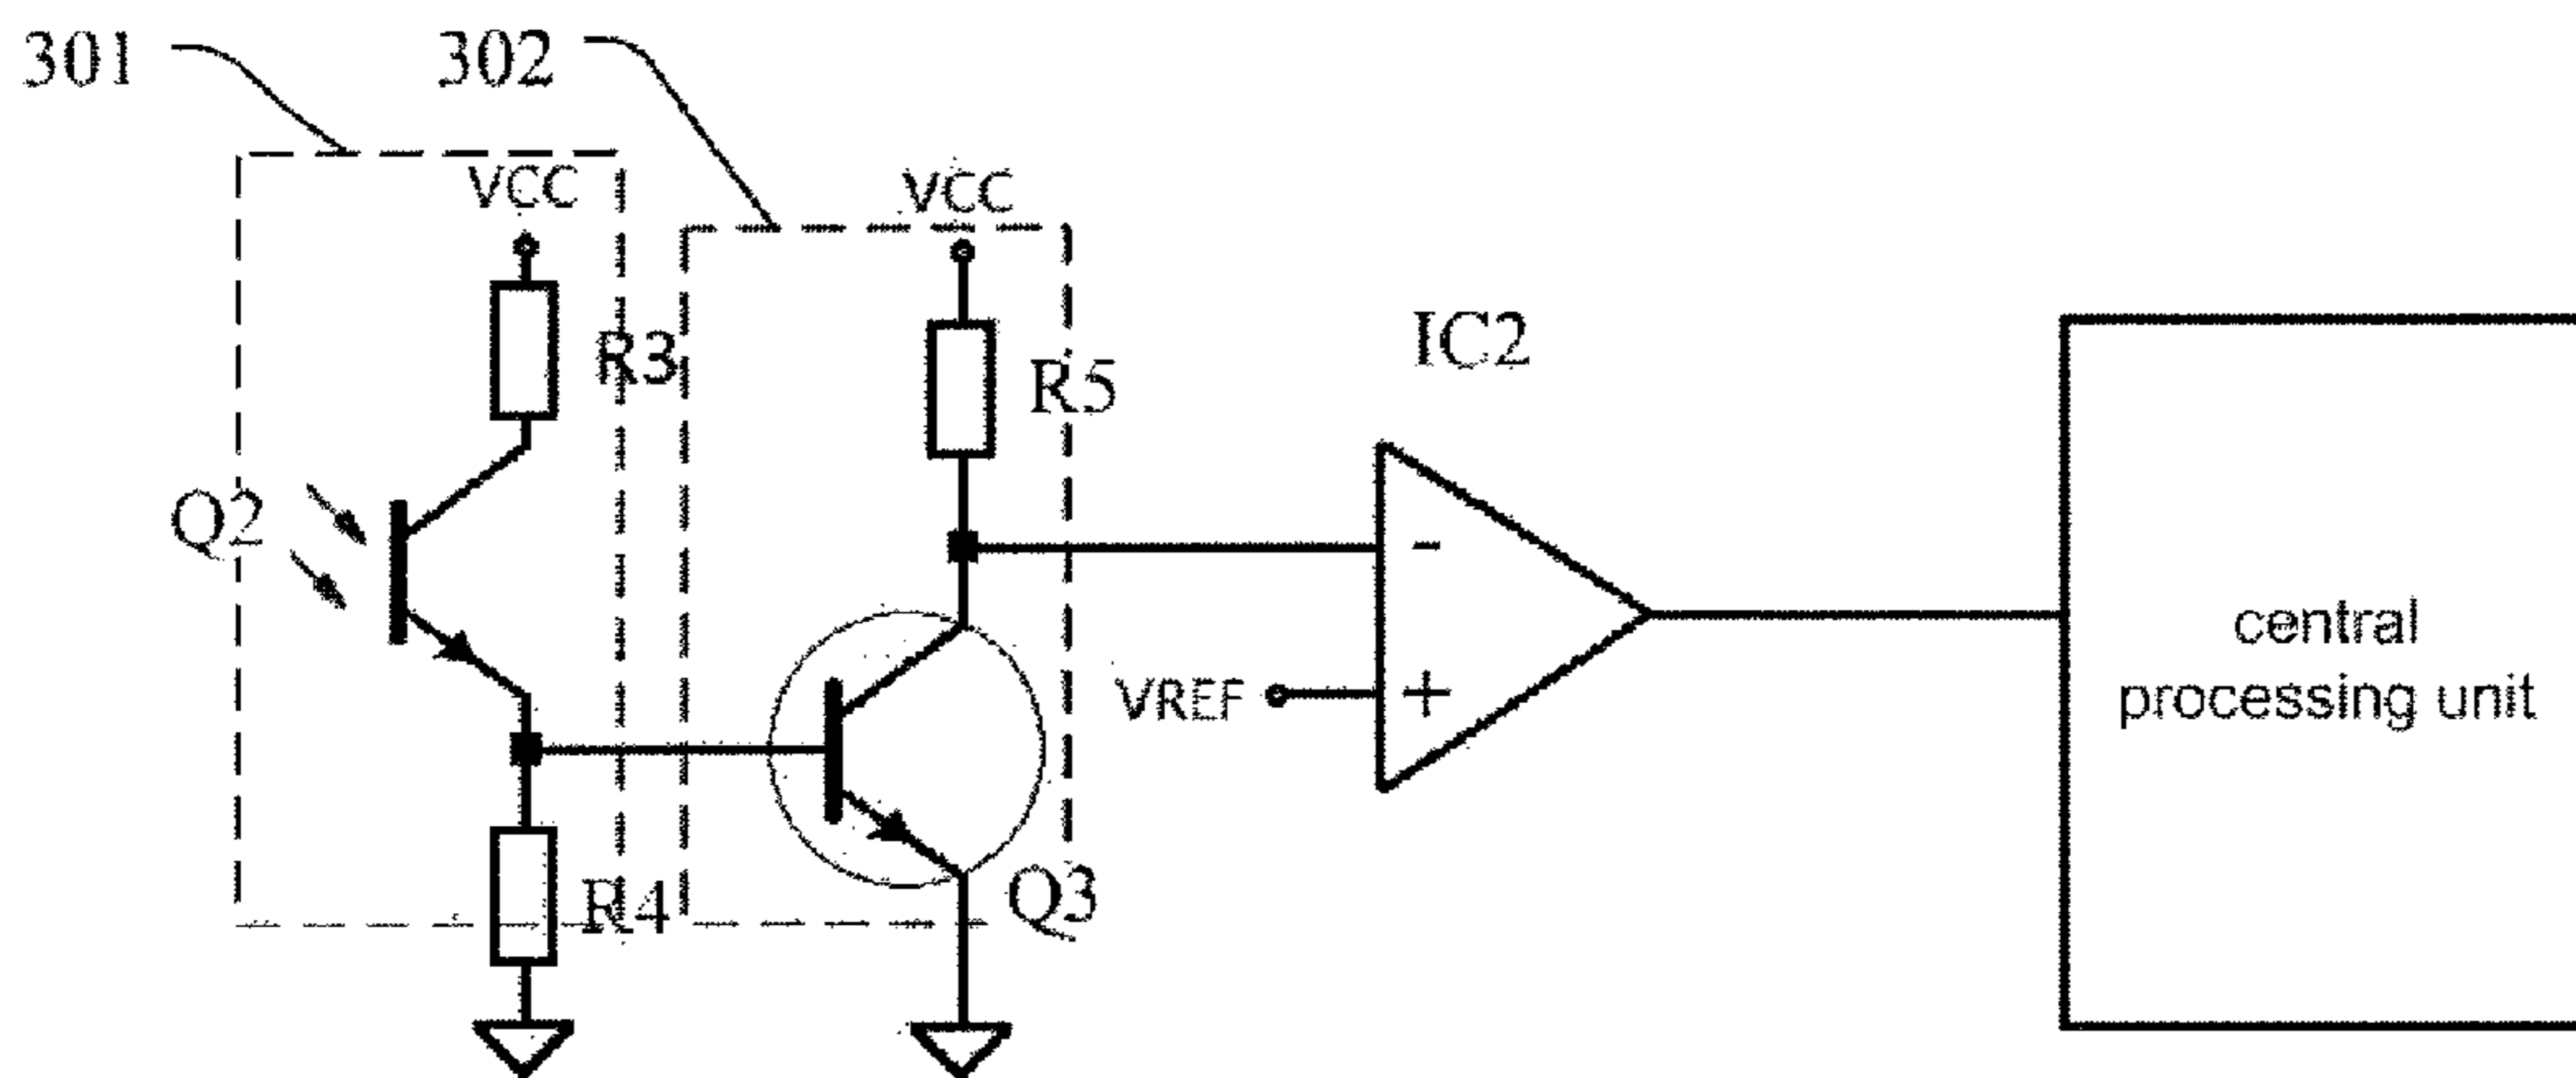 301
302
VCC
VCC
R3
R5
IC2
Q2
-
VREF
+
central
processing unit
R4
Q3